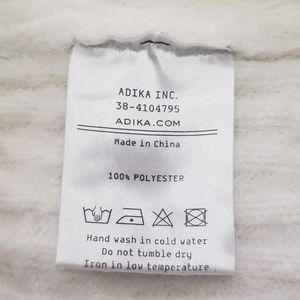 ADIKA INC.
38-4104795
ADIKA.COM
Made in China
100% POLYESTER
Hand wash in cold water
Do not tumble dry
Iron in low temperature